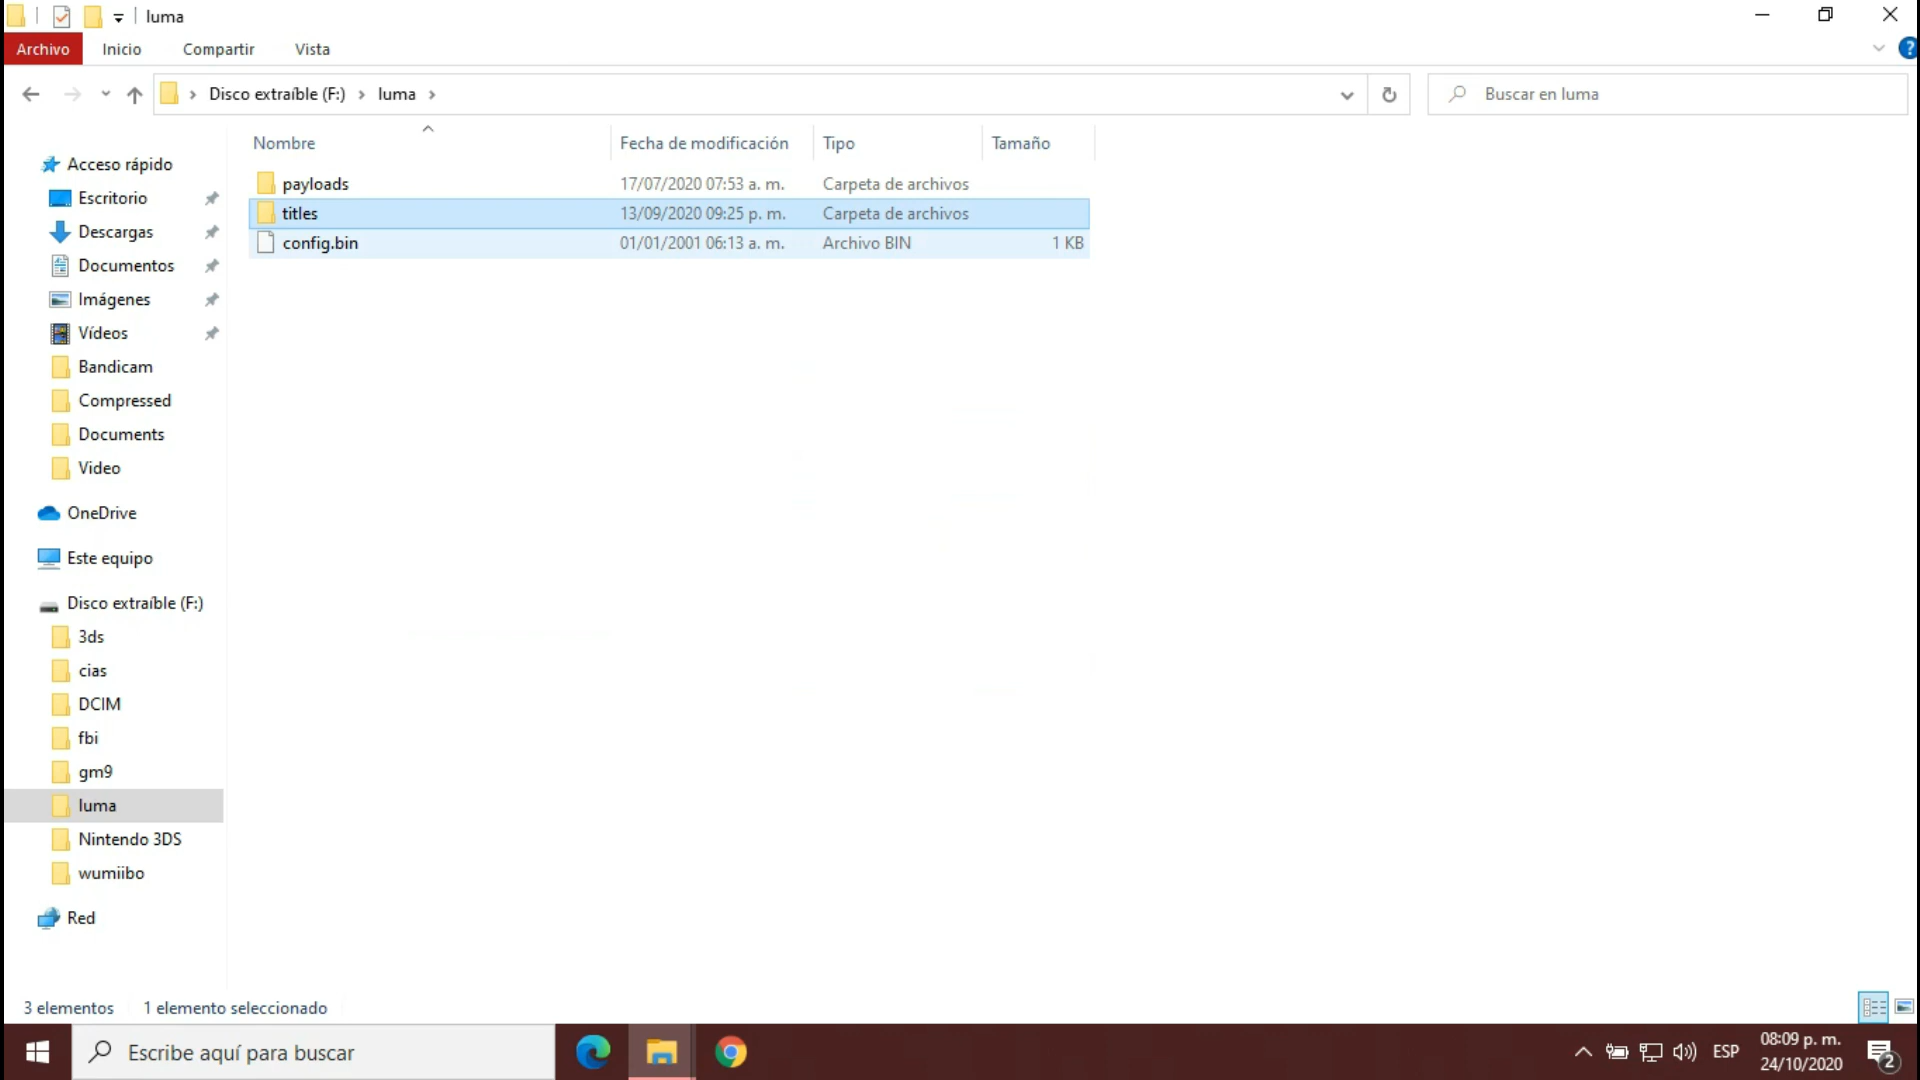 luma
Archivo Inicio Compartir Vista
Disco extraíble (F:) luma
Buscar en luma
Nombre Fecha de modificación Tipo Tamaño
payloads 17/07/2020 07:53 a. m. Carpeta de archivos
titles 13/09/2020 09:25 p. m. Carpeta de archivos
config.bin 01/01/2001 06:13 a. m. Archivo BIN 1 KB
Acceso rápido
Escritorio
Descargas
Documentos
Imágenes
Vídeos
Bandicam
Compressed
Documents
Video
OneDrive
Este equipo
Disco extraíble (F:)
3ds
cias
DCIM
fbi
gm9
luma
Nintendo 3DS
wumiibo
Red
3 elementos 1 elemento seleccionado
Escribe aquí para buscar
ESP
08:09 p. m.
24/10/2020
2